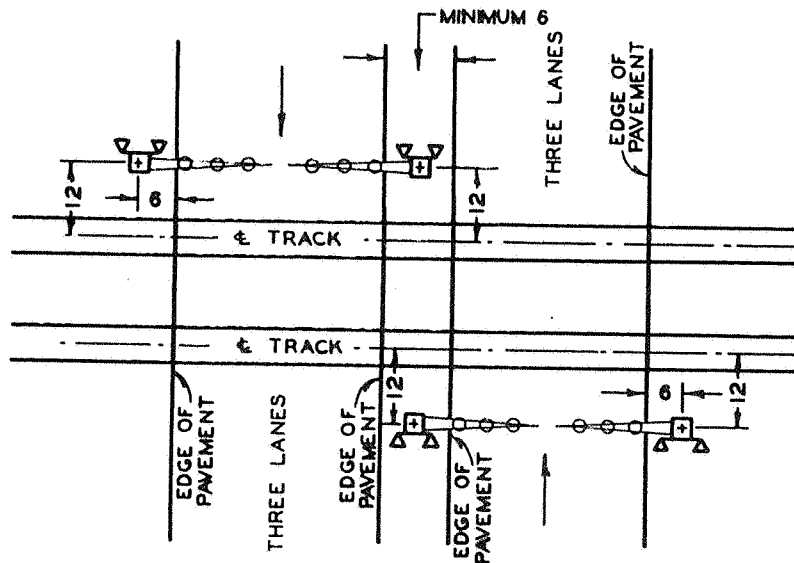 MINIMUM 6
THREE LANES
EDGE OF
PAVEMENT
12
6
12
℄ TRACK
℄ TRACK
12
6
12
EDGE OF
PAVEMENT
THREE LANES
EDGE OF
PAVEMENT
EDGE OF
PAVEMENT